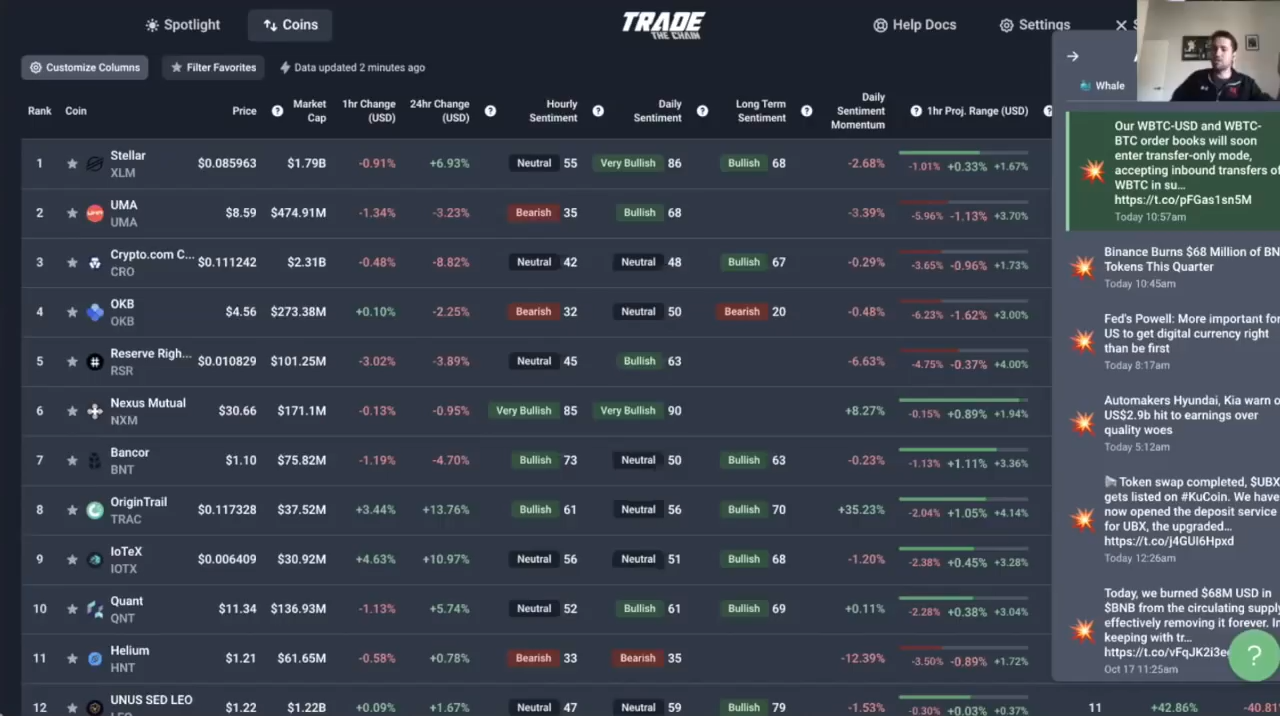 Spotlight
Coins
TRADE
THE CHAIN
Help Docs
Settings
Customize Columns
Filter Favorites
Data updated 2 minutes ago
Rank Coin Price Market Cap 1hr Change (USD) 24hr Change (USD) Hourly Sentiment Daily Sentiment Long Term Sentiment Daily Sentiment Momentum 1hr Proj. Range (USD)
1 Stellar XLM $0.085963 $1.79B -0.91% +6.93% Neutral 55 Very Bullish 86 Bullish 68 -2.68% -1.01% +0.33% +1.67%
2 UMA UMA $8.59 $474.91M -1.34% -3.23% Bearish 35 Bullish 68 -3.39% -5.96% -1.13% +3.70%
3 Crypto.com C... CRO $0.111242 $2.31B -0.48% -8.82% Neutral 42 Neutral 48 Bullish 67 -0.29% -3.65% -0.96% +1.73%
4 OKB OKB $4.56 $273.38M +0.10% -2.25% Bearish 32 Neutral 50 Bearish 20 -0.48% -6.23% -1.62% +3.00%
5 Reserve Righ... RSR $0.010829 $101.25M -3.02% -3.89% Neutral 45 Bullish 63 -6.63% -4.75% -0.37% +4.00%
6 Nexus Mutual NXM $30.66 $171.1M -0.13% -0.95% Very Bullish 85 Very Bullish 90 +8.27% -0.15% +0.89% +1.94%
7 Bancor BNT $1.10 $75.82M -1.19% -4.70% Bullish 73 Neutral 50 Bullish 63 -0.23% -1.13% +1.11% +3.36%
8 OriginTrail TRAC $0.117328 $37.52M +3.44% +13.76% Bullish 61 Neutral 56 Bullish 70 +35.23% -2.04% +1.05% +4.14%
9 IoTeX IOTX $0.006409 $30.92M +4.63% +10.97% Neutral 56 Neutral 51 Bullish 68 -1.20% -2.38% +0.45% +3.28%
10 Quant QNT $11.34 $136.93M -1.13% +5.74% Neutral 52 Bullish 61 Bullish 69 +0.11% -2.28% +0.38% +3.04%
11 Helium HNT $1.21 $61.65M -0.58% +0.78% Bearish 33 Bearish 35 -12.39% -3.50% -0.89% +1.72%
12 UNUS SED LEO LEO $1.22 $1.22B +0.09% +1.67% Neutral 47 Neutral 59 Bullish 79 -1.53% -0.30% +0.03% +0.37% 11 +42.86%
Whale
Our WBTC-USD and WBTC-
BTC order books will soon
enter transfer-only mode,
accepting inbound transfers of
WBTC in su...
https://t.co/pFGas1sn5M
Today 10:57am
Binance Burns $68 Million of BN
Tokens This Quarter
Today 10:45am
Fed's Powell: More important for
US to get digital currency right
than be first
Today 8:17am
Automakers Hyundai, Kia warn o
US$2.9b hit to earnings over
quality woes
Today 5:12am
Token swap completed, $UBX
gets listed on #KuCoin. We have
now opened the deposit service
for UBX, the upgraded...
https://t.co/j4GUl6Hpxd
Today 12:26am
Today, we burned $68M USD in
$BNB from the circulating supply
effectively removing it forever. In
keeping with tr...
https://t.co/vFqJK2i3e
Oct 17 11:25am